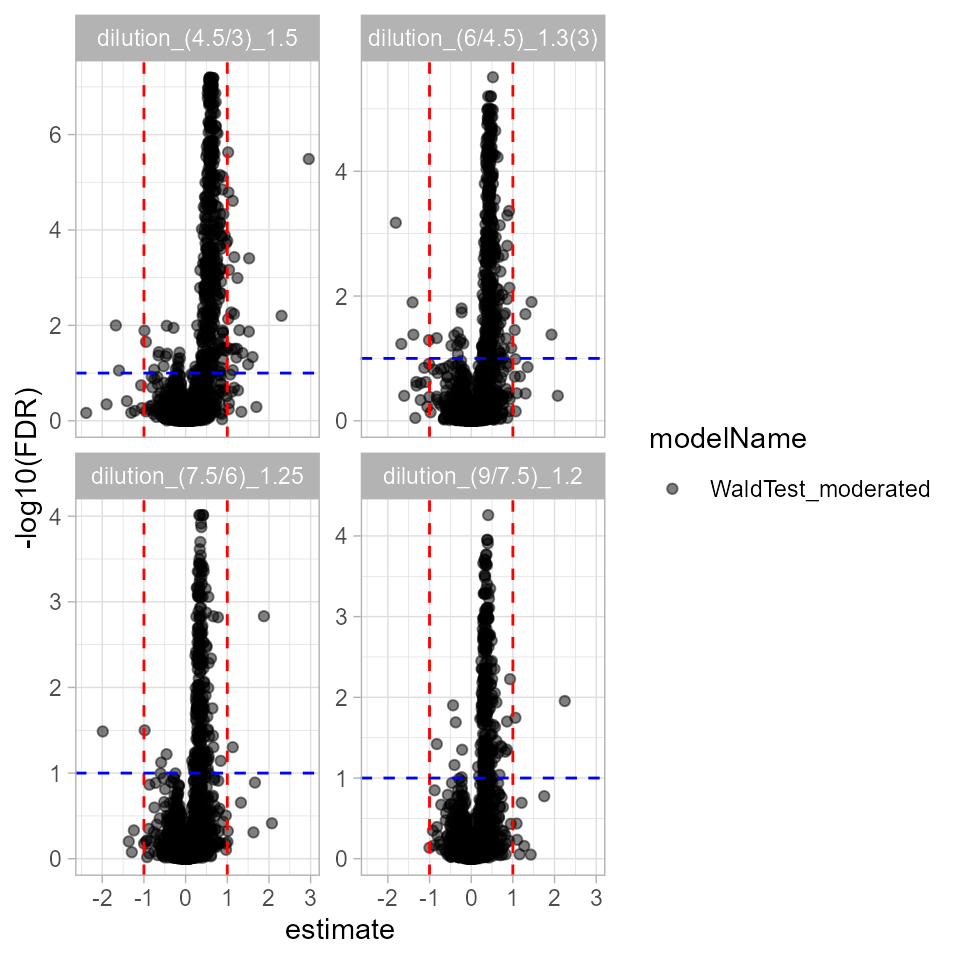 dilution_(4.5/3)_1.5
dilution_(6/4.5)_1.3(3)
6
4
2
0
4
2
0
-log10(FDR)
dilution_(7.5/6)_1.25
dilution_(9/7.5)_1.2
4
3
2
1
0
4
3
2
1
0
-2 -1 0 1 2 3
-2 -1 0 1 2 3
estimate
modelName
WaldTest_moderated